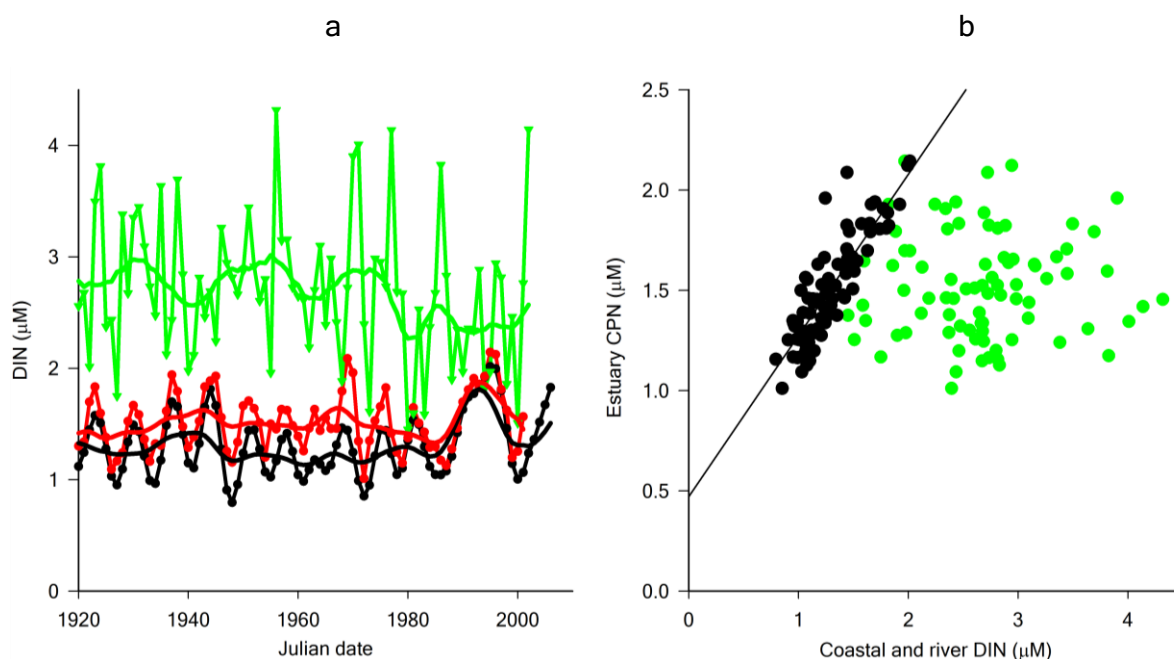 a
b
DIN (μM)
4
3
2
1
0
1920 1940 1960 1980 2000
Julian date
Estuary CPN (μM)
2.5
2.0
1.5
1.0
0.5
0.0
0 1 2 3 4
Coastal and river DIN (μM)